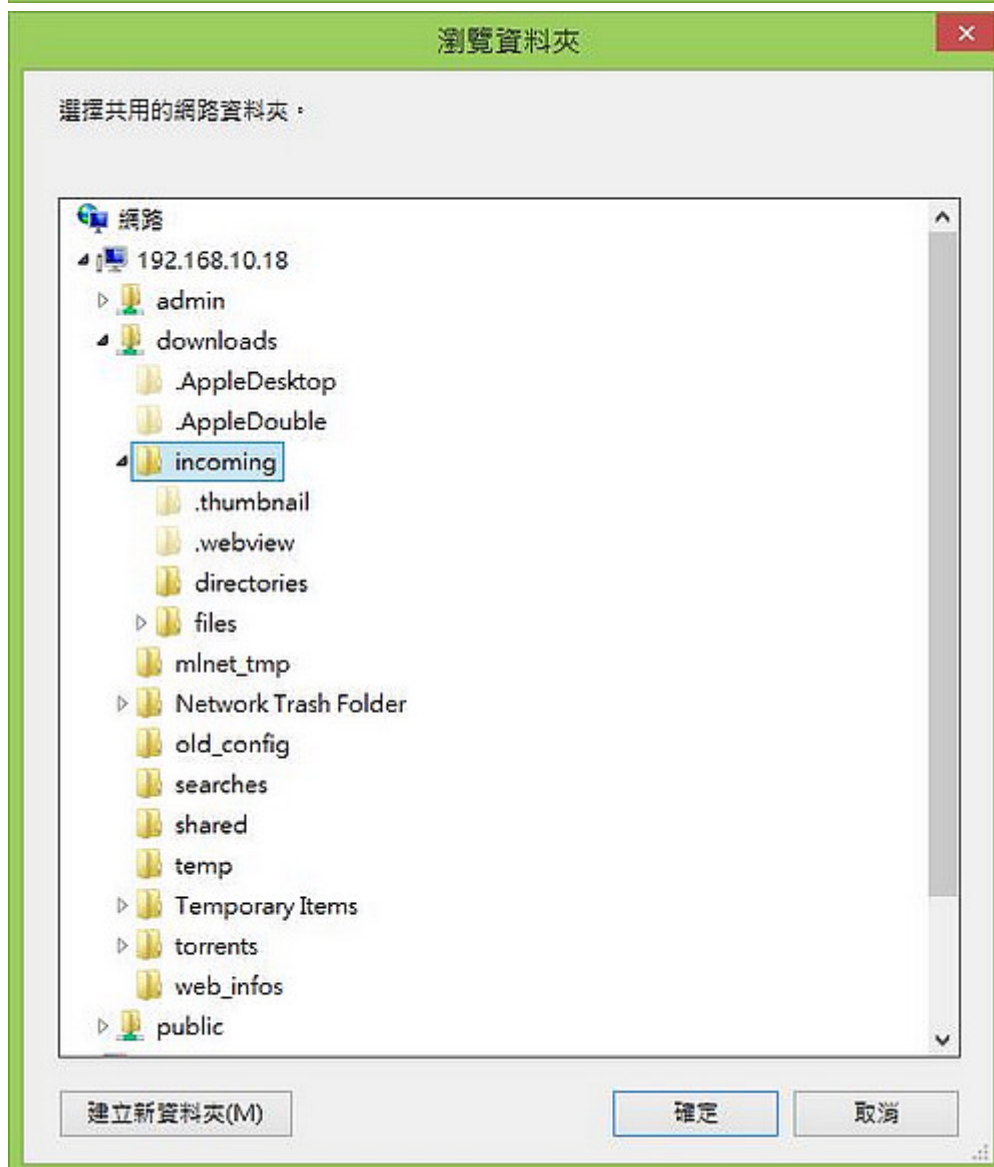 瀏覽資料夾
選擇共用的網路資料夾。
網路
192.168.10.18
admin
downloads
.AppleDesktop
.AppleDouble
incoming
.thumbnail
.webview
directories
files
mlnet_tmp
Network Trash Folder
old_config
searches
shared
temp
Temporary Items
torrents
web_infos
public
建立新資料夾(M) 確定 取消